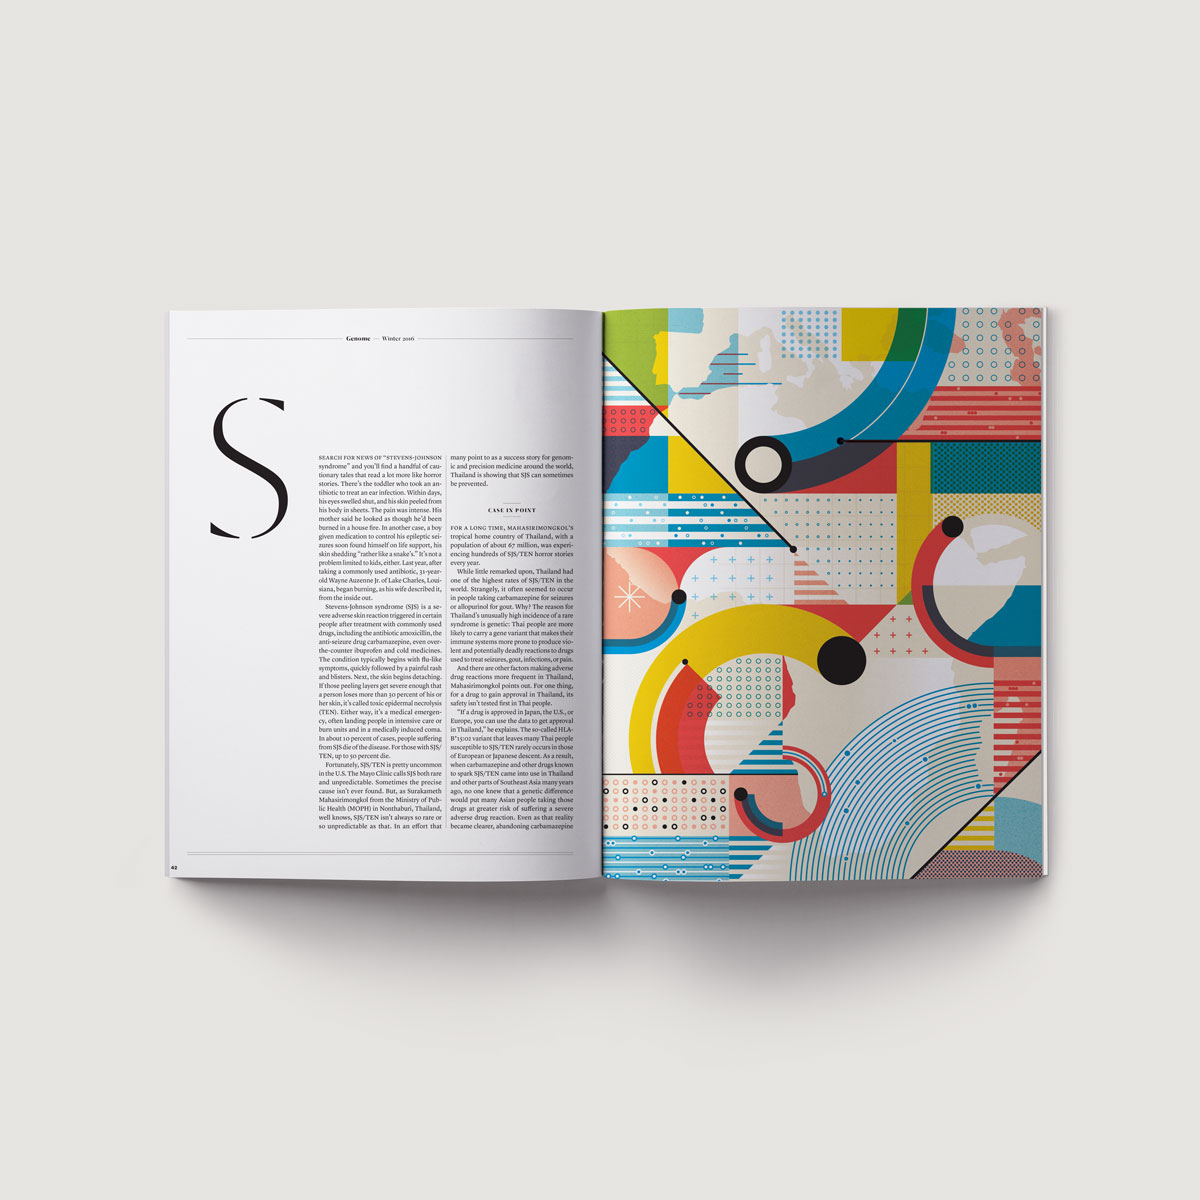 Genome — Winter 2016
S
SEARCH FOR NEWS OF “STEVENS-JOHNSON
syndrome” and you’ll find a handful of cau-
tionary tales that read a lot more like horror
stories. There’s the toddler who took an an-
tibiotic to treat an ear infection. Within days,
his eyes swelled shut, and his skin peeled from
his body in sheets. The pain was intense. His
mother said he looked as though he’d been
burned in a house fire. In another case, a boy
given medication to control his epileptic sei-
zures soon found himself on life support, his
skin shedding “rather like a snake’s.” It’s not a
problem limited to kids, either. Last year, after
taking a commonly used antibiotic, 31-year-
old Wayne Auzenne Jr. of Lake Charles, Loui-
siana, began burning, as his wife described it,
from the inside out.
Stevens-Johnson syndrome (SJS) is a se-
vere adverse skin reaction triggered in certain
people after treatment with commonly used
drugs, including the antibiotic amoxicillin, the
anti-seizure drug carbamazepine, even over-
the-counter ibuprofen and cold medicines.
The condition typically begins with flu-like
symptoms, quickly followed by a painful rash
and blisters. Next, the skin begins detaching.
If those peeling layers get severe enough that
a person loses more than 30 percent of his or
her skin, it’s called toxic epidermal necrolysis
(TEN). Either way, it’s a medical emergen-
cy, often landing people in intensive care or
burn units and in a medically induced coma.
In about 10 percent of cases, people suffering
from SJS die of the disease. For those with SJS/
TEN, up to 50 percent die.
Fortunately, SJS/TEN is pretty uncommon
in the U.S. The Mayo Clinic calls SJS both rare
and unpredictable. Sometimes the precise
cause isn’t ever found. But, as Surakameth
Mahasirimongkol from the Ministry of Pub-
lic Health (MOPH) in Nonthaburi, Thailand,
well knows, SJS/TEN isn’t always so rare or
so unpredictable as that. In an effort that
many point to as a success story for genom-
ic and precision medicine around the world,
Thailand is showing that SJS can sometimes
be prevented.
CASE IN POINT
FOR A LONG TIME, MAHASIRIMONGKOL’S
tropical home country of Thailand, with a
population of about 67 million, was experi-
encing hundreds of SJS/TEN horror stories
every year.
While little remarked upon, Thailand had
one of the highest rates of SJS/TEN in the
world. Strangely, it often seemed to occur
in people taking carbamazepine for seizures
or allopurinol for gout. Why? The reason for
Thailand’s unusually high incidence of a rare
syndrome is genetic: Thai people are more
likely to carry a gene variant that makes their
immune systems more prone to produce vio-
lent and potentially deadly reactions to drugs
used to treat seizures, gout, infections, or pain.
And there are other factors making adverse
drug reactions more frequent in Thailand,
Mahasirimongkol points out. For one thing,
for a drug to gain approval in Thailand, its
safety isn’t tested first in Thai people.
“If a drug is approved in Japan, the U.S., or
Europe, you can use the data to get approval
in Thailand,” he explains. The so-called HLA-
B*15:02 variant that leaves many Thai people
susceptible to SJS/TEN rarely occurs in those
of European or Japanese descent. As a result,
when carbamazepine and other drugs known
to spark SJS/TEN came into use in Thailand
and other parts of Southeast Asia many years
ago, no one knew that a genetic difference
would put many Asian people taking those
drugs at greater risk of suffering a severe
adverse drug reaction. Even as that reality
became clearer, abandoning carbamazepine
62